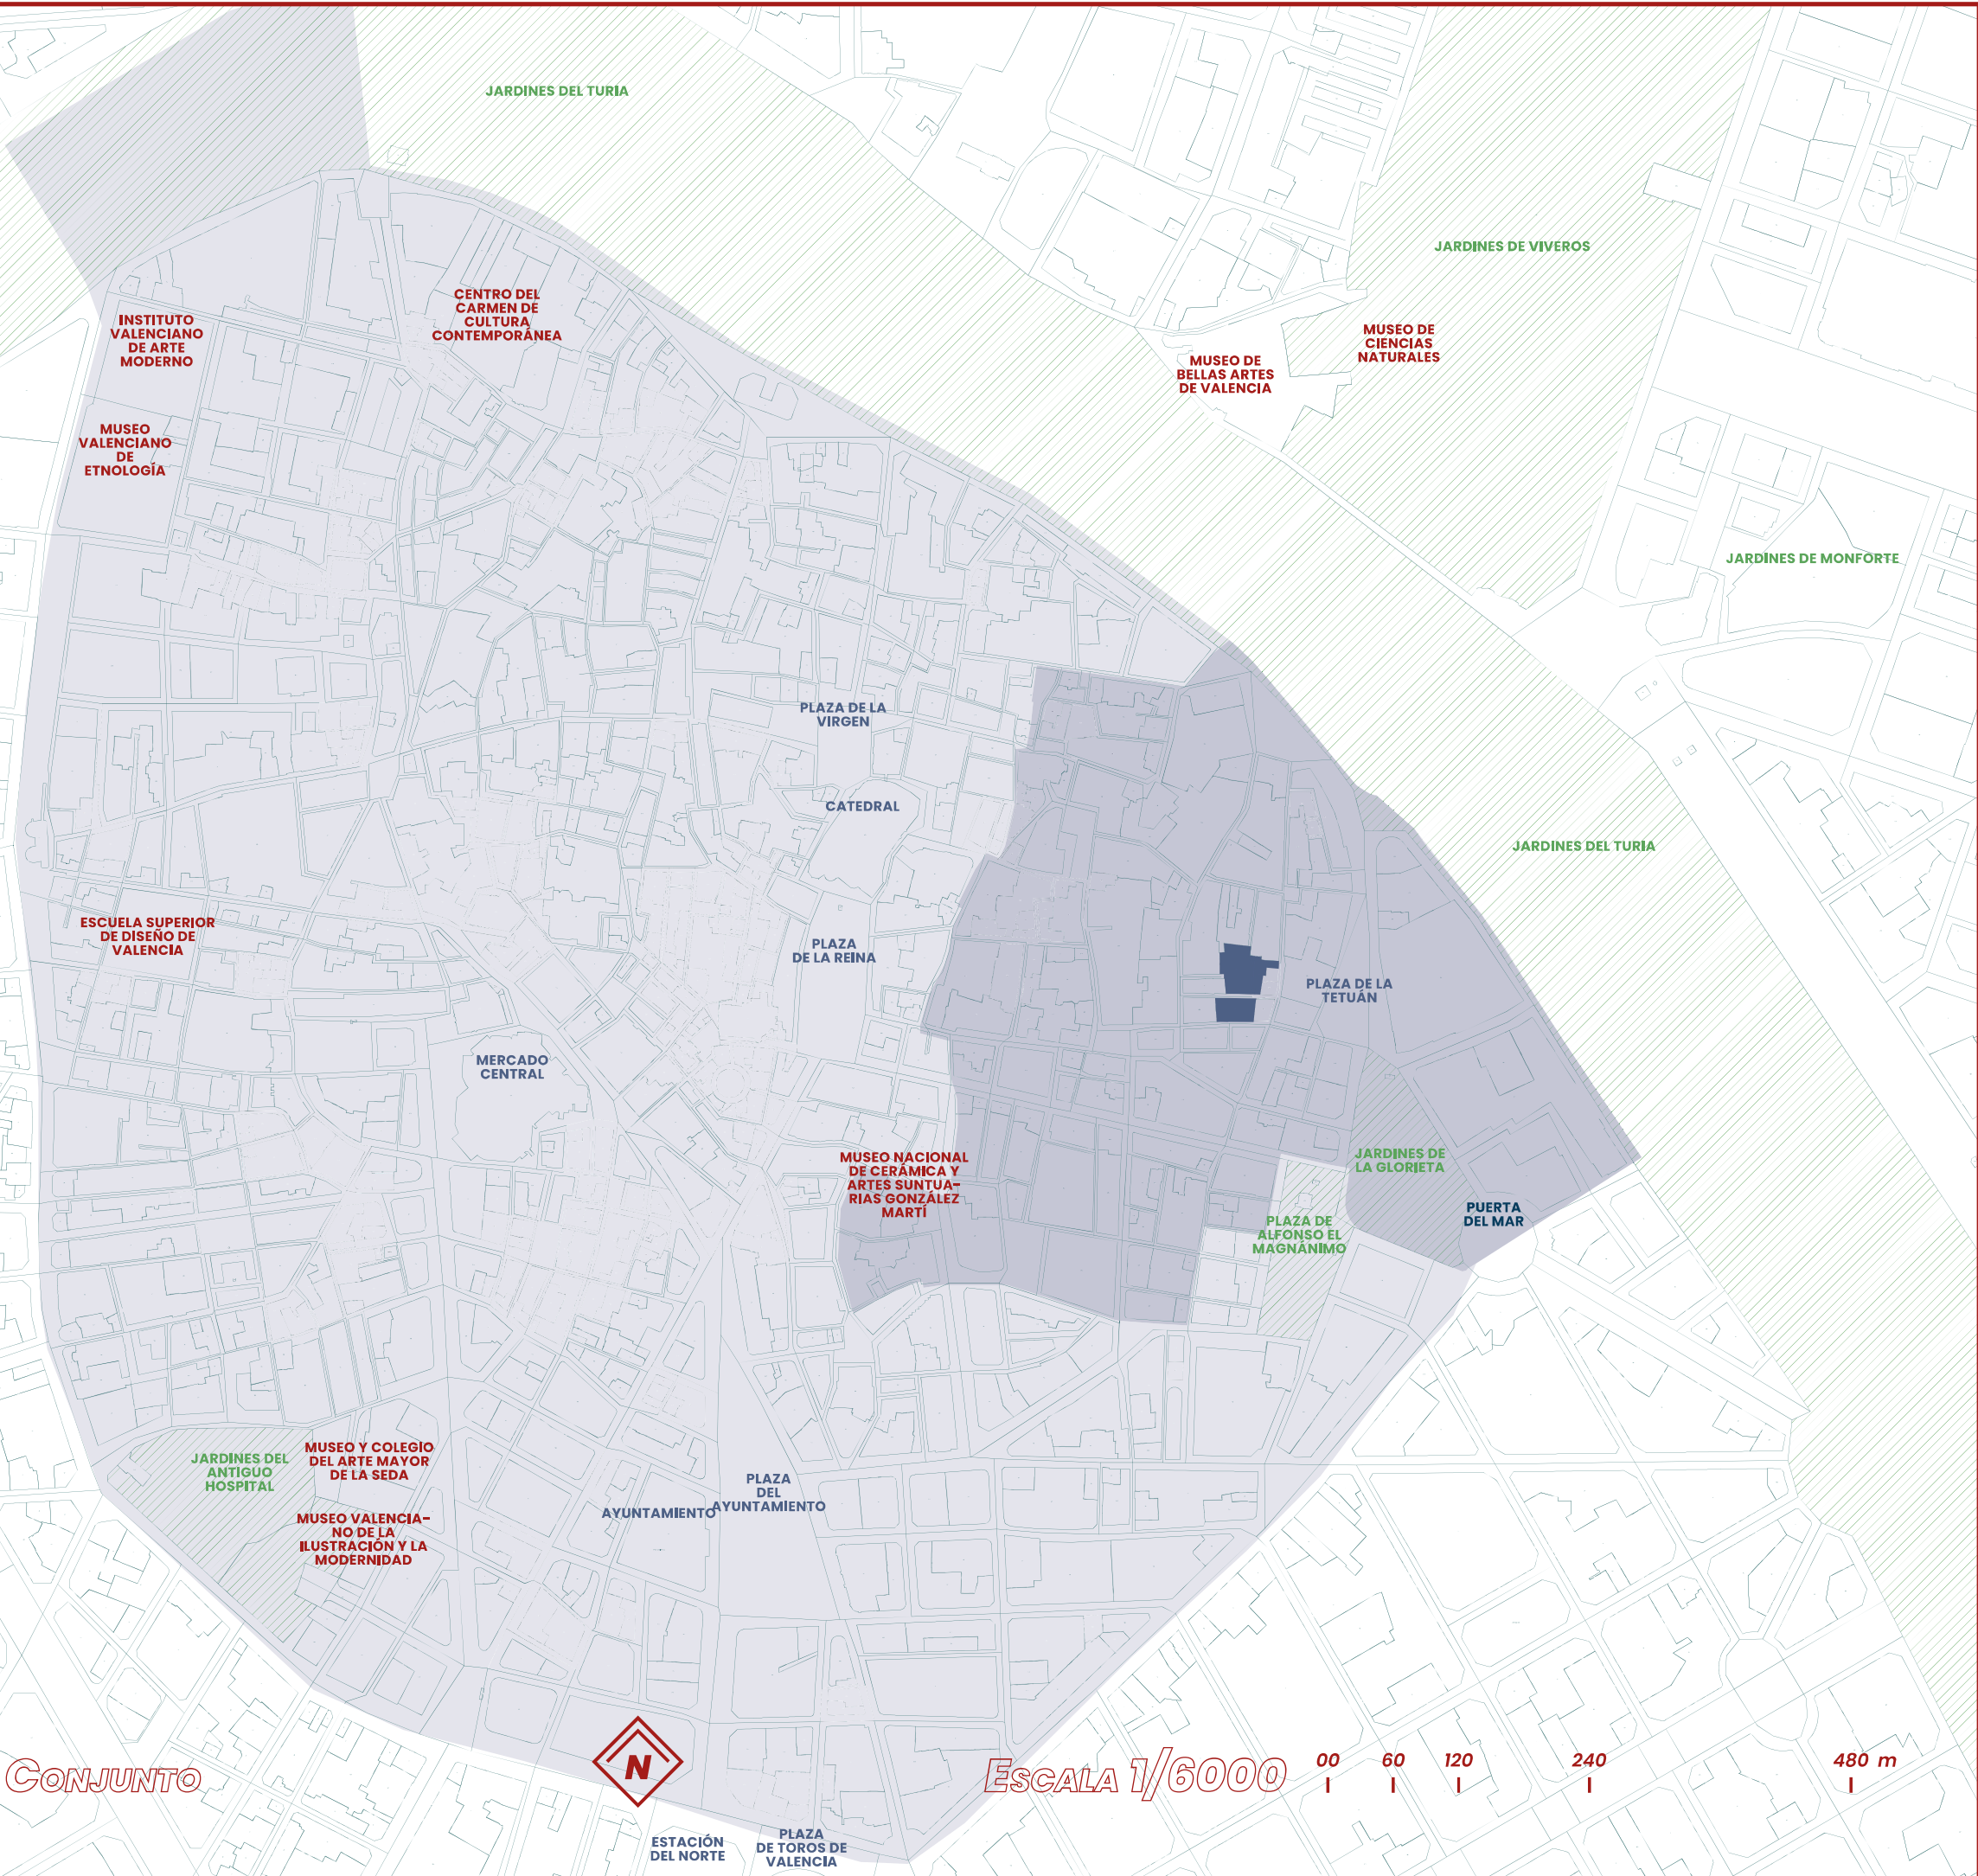 JARDINES DEL TURIA
JARDINES DE VIVEROS
CENTRO DEL
CARMEN DE
CULTURA
CONTEMPORÁNEA
INSTITUTO
VALENCIANO
DE ARTE
MODERNO
MUSEO DE
CIENCIAS
NATURALES
MUSEO DE
BELLAS ARTES
DE VALENCIA
MUSEO
VALENCIANO
DE
ETNOLOGÍA
JARDINES DE MONFORTE
PLAZA DE LA
VIRGEN
CATEDRAL
JARDINES DEL TURIA
ESCUELA SUPERIOR
DE DISEÑO DE
VALENCIA
PLAZA
DE LA REINA
PLAZA DE LA
TETUÁN
MERCADO
CENTRAL
MUSEO NACIONAL
DE CERÁMICA Y
ARTES SUNTUA-
RIAS GONZÁLEZ
MARTÍ
JARDINES DE
LA GLORIETA
PUERTA
DEL MAR
PLAZA DE
ALFONSO EL
MAGNÁNIMO
JARDINES DEL
ANTIGUO
HOSPITAL
MUSEO Y COLEGIO
DEL ARTE MAYOR
DE LA SEDA
PLAZA
DEL
AYUNTAMIENTO
AYUNTAMIENTO
MUSEO VALENCIA-
NO DE LA
ILUSTRACIÓN Y LA
MODERNIDAD
CONJUNTO
N
ESCALA 1/6000
00 60 120 240 480 m
ESTACIÓN
DEL NORTE
PLAZA
DE TOROS DE
VALENCIA